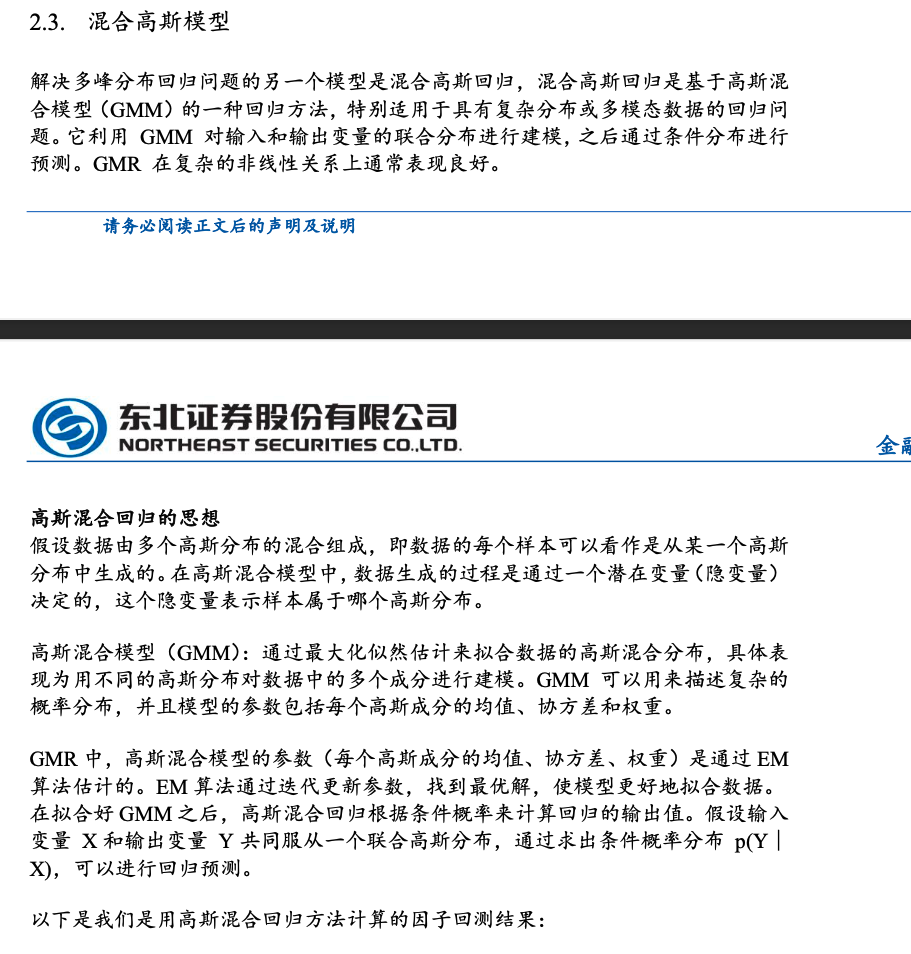 2.3. 混合高斯模型
解决多峰分布回归问题的另一个模型是混合高斯回归，混合高斯回归是基于高斯混
合模型（GMM）的一种回归方法，特别适用于具有复杂分布或多模态数据的回归问
题。它利用 GMM 对输入和输出变量的联合分布进行建模，之后通过条件分布进行
预测。GMR 在复杂的非线性关系上通常表现良好。
请务必阅读正文后的声明及说明
东北证券股份有限公司
NORTHEAST SECURITIES CO.,LTD.
金融
高斯混合回归的思想
假设数据由多个高斯分布的混合组成，即数据的每个样本可以看作是从某一个高斯
分布中生成的。在高斯混合模型中，数据生成的过程是通过一个潜在变量（隐变量）
决定的，这个隐变量表示样本属于哪个高斯分布。
高斯混合模型（GMM）：通过最大化似然估计来拟合数据的高斯混合分布，具体表
现为用不同的高斯分布对数据中的多个成分进行建模。GMM 可以用来描述复杂的
概率分布，并且模型的参数包括每个高斯成分的均值、协方差和权重。
GMR 中，高斯混合模型的参数（每个高斯成分的均值、协方差、权重）是通过 EM
算法估计的。EM 算法通过迭代更新参数，找到最优解，使模型更好地拟合数据。
在拟合好 GMM 之后，高斯混合回归根据条件概率来计算回归的输出值。假设输入
变量 X 和输出变量 Y 共同服从一个联合高斯分布，通过求出条件概率分布 p(Y｜
X)，可以进行回归预测。
以下是我们是用高斯混合回归方法计算的因子回测结果：